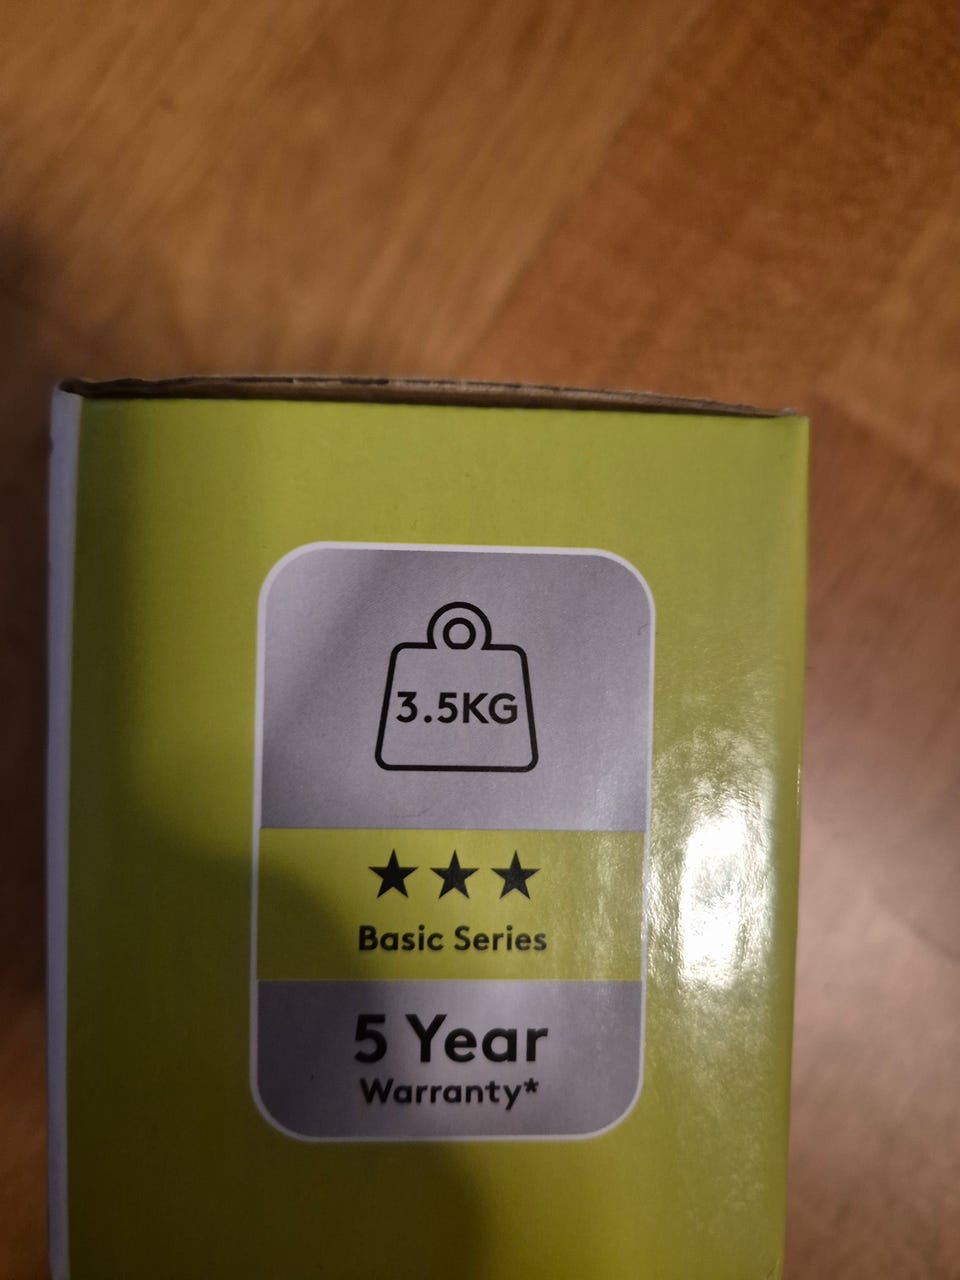 3.5KG
Basic Series
5 Year
Warranty*